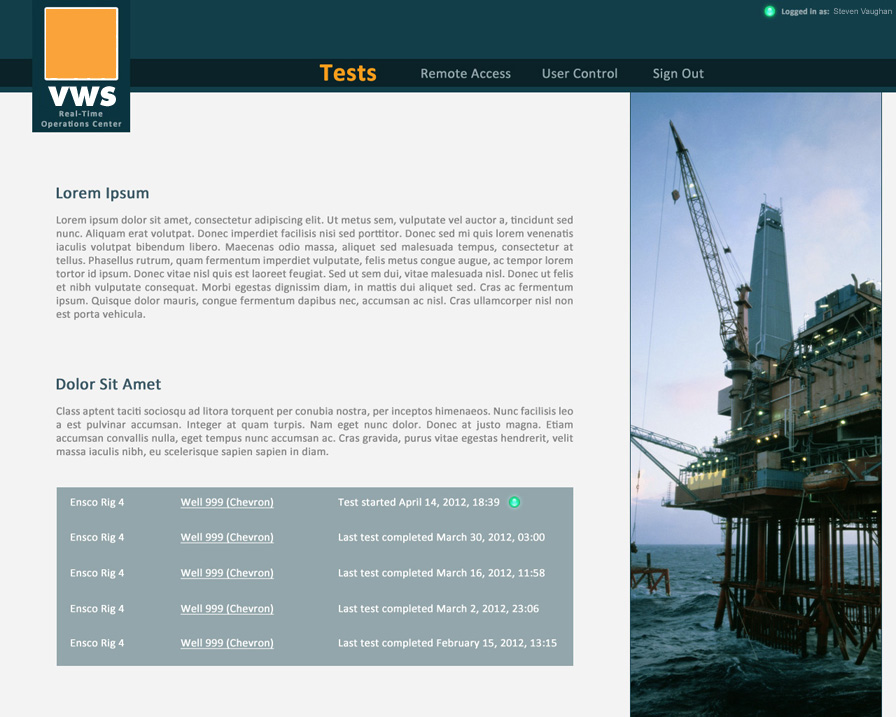 Logged in as: Steven Vaughan
Tests Remote Access User Control Sign Out
VWS
Real-Time
Operations Center
Lorem Ipsum
Lorem ipsum dolor sit amet, consectetur adipiscing elit. Ut metus sem, vulputate vel auctor a, tincidunt sed
nunc. Aliquam erat volutpat. Donec imperdiet facilisis nisi sed porttitor. Donec sed mi quis lorem venenatis
iaculis volutpat bibendum libero. Maecenas odio massa, aliquet sed malesuada tempus, consectetur at
tellus. Phasellus rutrum, quam fermentum imperdiet vulputate, felis metus congue augue, ac tempor lorem
tortor id ipsum. Donec vitae nisl quis est laoreet feugiat. Sed ut sem dui, vitae malesuada nisl. Donec ut felis
et nibh vulputate consequat. Morbi egestas dignissim diam, in mattis dui aliquet sed. Cras ac fermentum
ipsum. Quisque dolor mauris, congue fermentum dapibus nec, accumsan ac nisl. Cras ullamcorper nisl non
est porta vehicula.
Dolor Sit Amet
Class aptent taciti sociosqu ad litora torquent per conubia nostra, per inceptos himenaeos. Nunc facilisis leo
a est pulvinar accumsan. Integer at quam turpis. Nam eget nunc dolor. Donec at justo magna. Etiam
accumsan convallis nulla, eget tempus nunc accumsan ac. Cras gravida, purus vitae egestas hendrerit, velit
massa iaculis nibh, eu scelerisque sapien sapien in diam.
Ensco Rig 4 Well 999 (Chevron) Test started April 14, 2012, 18:39
Ensco Rig 4 Well 999 (Chevron) Last test completed March 30, 2012, 03:00
Ensco Rig 4 Well 999 (Chevron) Last test completed March 16, 2012, 11:58
Ensco Rig 4 Well 999 (Chevron) Last test completed March 2, 2012, 23:06
Ensco Rig 4 Well 999 (Chevron) Last test completed February 15, 2012, 13:15